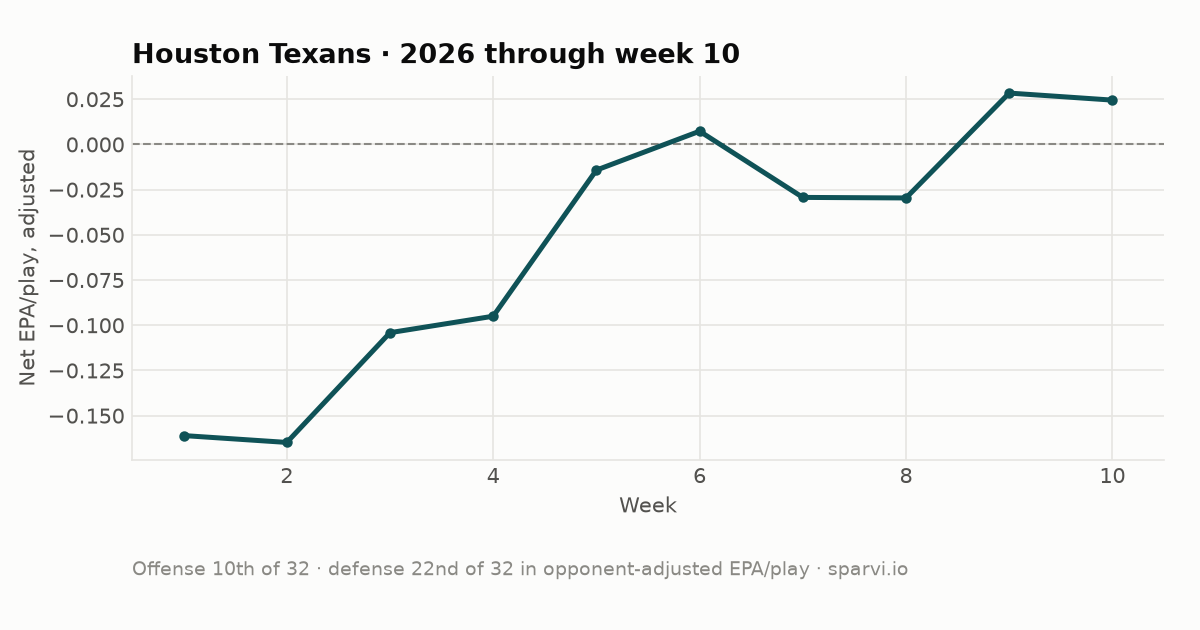 Houston Texans · 2026 through week 10
Net EPA/play, adjusted
0.025
0.000
−0.025
−0.050
−0.075
−0.100
−0.125
−0.150
2 4 6 8 10
Week
Offense 10th of 32 · defense 22nd of 32 in opponent-adjusted EPA/play · sparvi.io